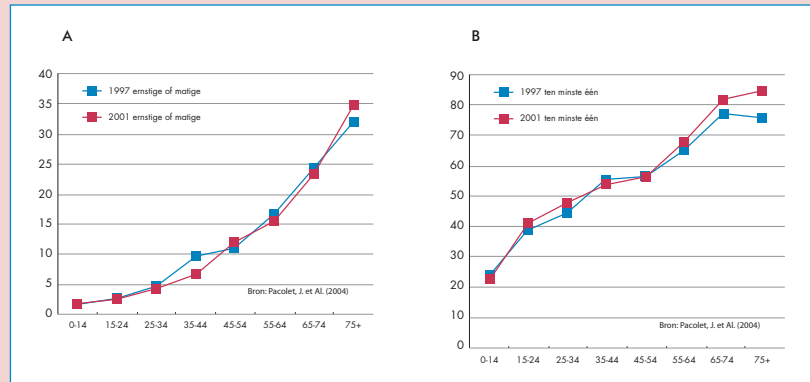 A
40
1997 ernstige of matige
35
2001 ernstige of matige
30
25
20
15
10
5
Bron: Pacolet, J. et Al. (2004)
0
0-14 15-24 25-34 35-44 45-54 55-64 65-74 75+
B
90
1997 ten minste één
80
2001 ten minste één
70
60
50
40
30
20
10
Bron: Pacolet, J. et Al. (2004)
0
0-14 15-24 25-34 35-44 45-54 55-64 65-74 75+